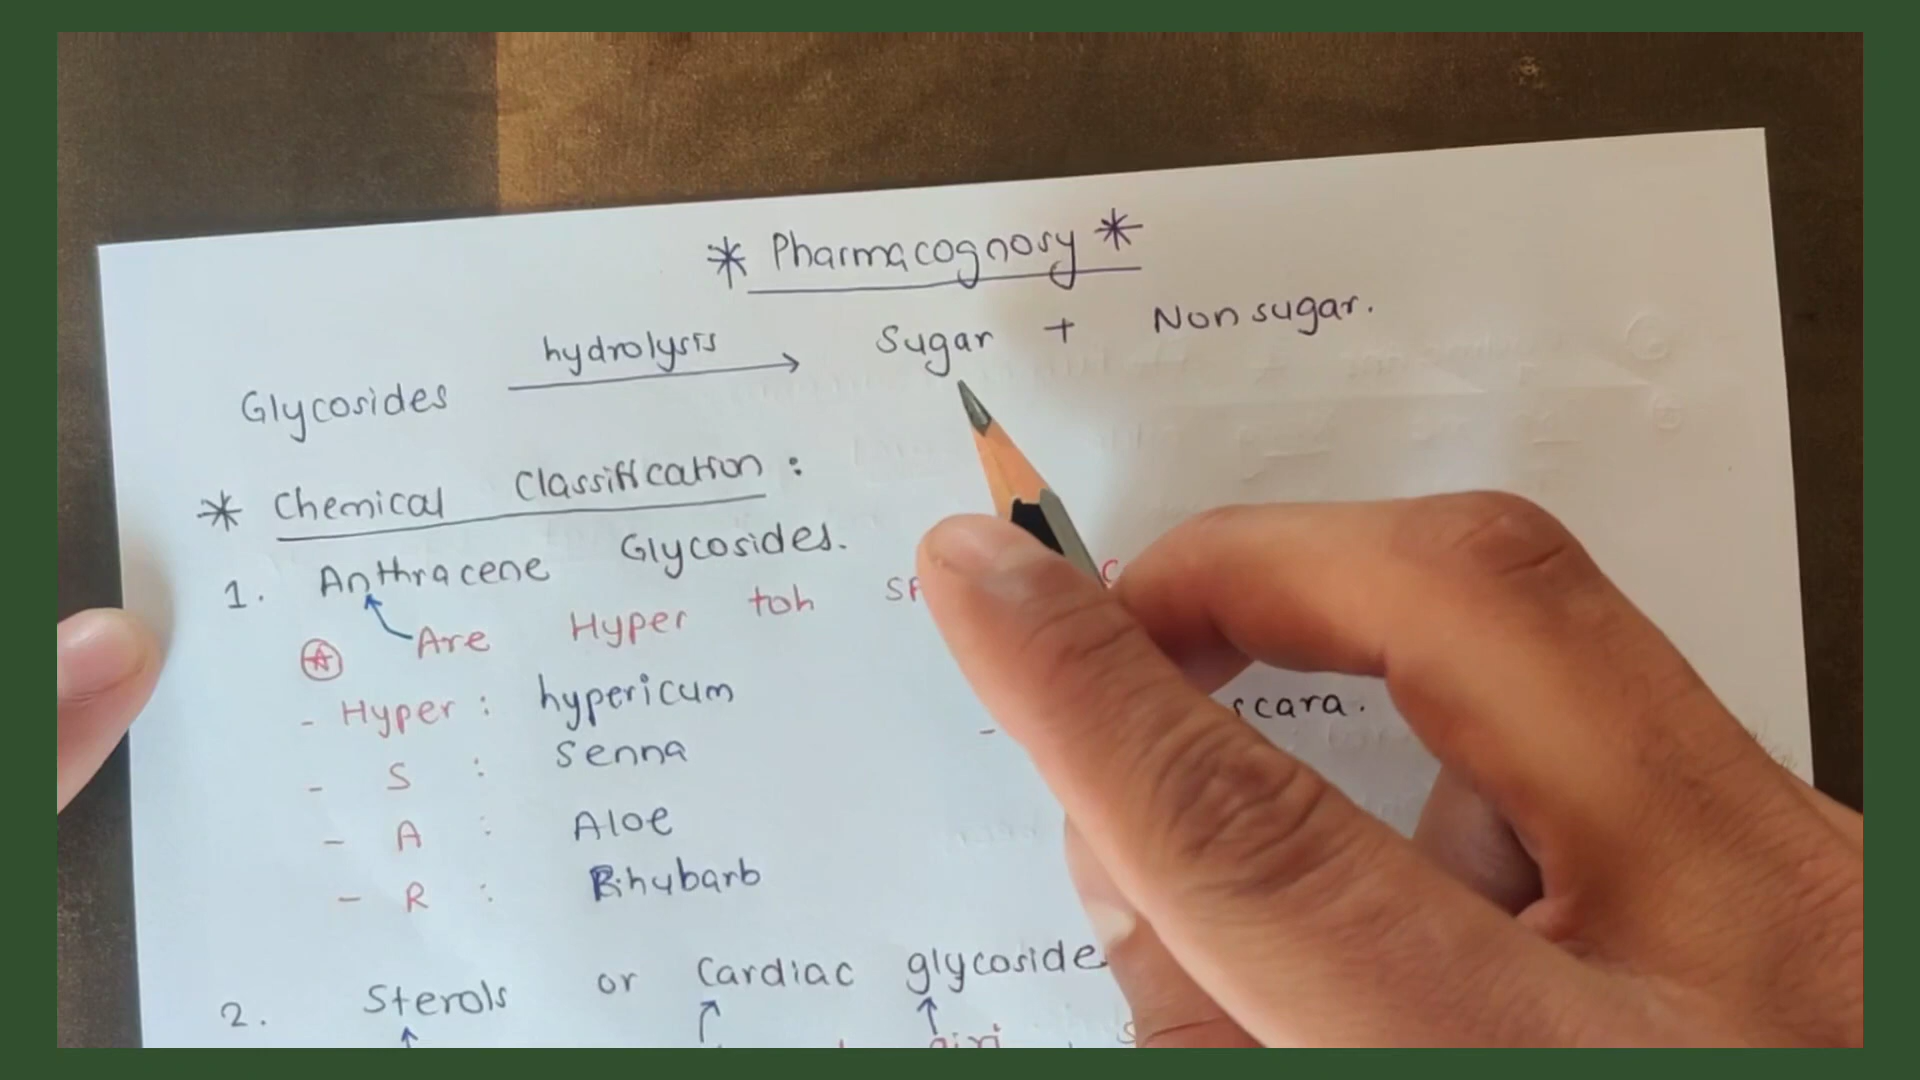 * Pharmacognosy *
Glycosides hydrolysis → Sugar + Non sugar.
* Chemical Classification :
1. Anthracene Glycosides.
Are Hyper toh
- Hyper : hypericum
- S : Senna
- A : Aloe
- R : Rhubarb
2. Sterols or Cardiac glycoside